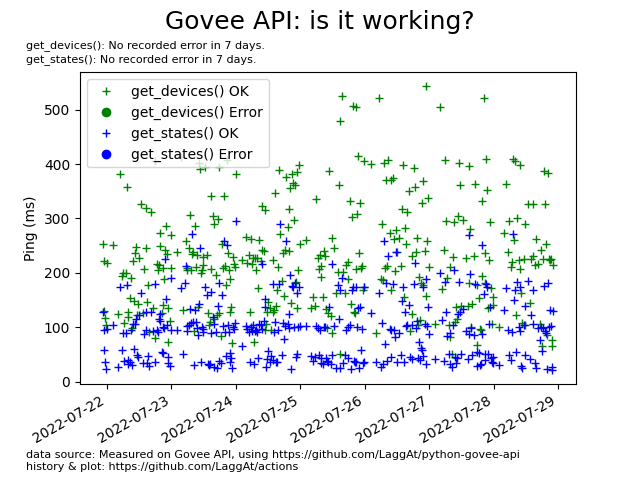 Govee API: is it working?
get_devices(): No recorded error in 7 days.
get_states(): No recorded error in 7 days.
get_devices() OK
get_devices() Error
get_states() OK
get_states() Error
Ping (ms)
500
400
300
200
100
0
2022-07-22
2022-07-23
2022-07-24
2022-07-25
2022-07-26
2022-07-27
2022-07-28
2022-07-29
data source: Measured on Govee API, using https://github.com/LaggAt/python-govee-api
history & plot: https://github.com/LaggAt/actions